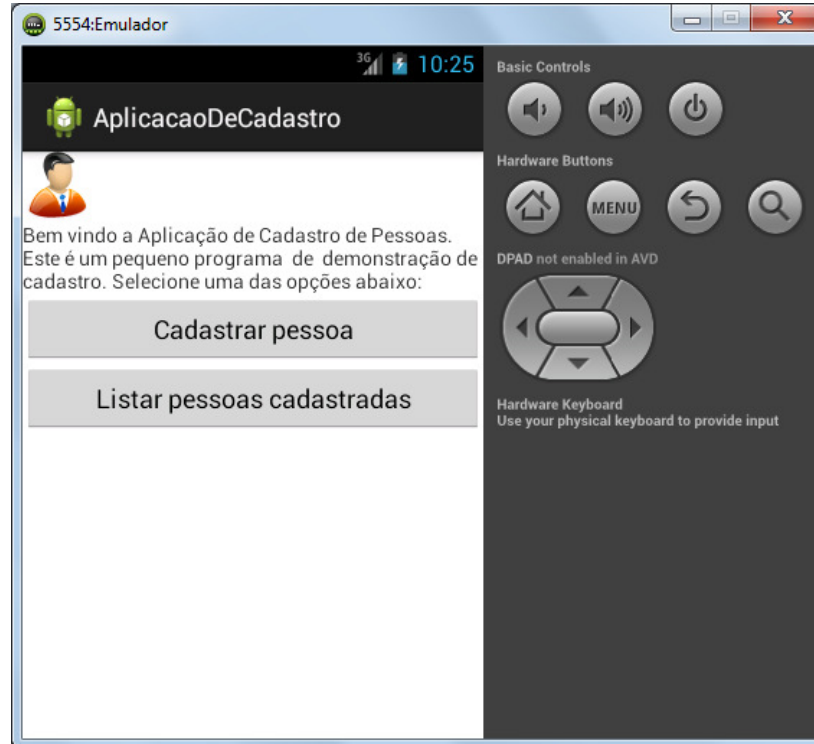 5554:Emulador
3G 10:25
AplicacaoDeCadastro
Bem vindo a Aplicação de Cadastro de Pessoas.
Este é um pequeno programa de demonstração de
cadastro. Selecione uma das opções abaixo:
Cadastrar pessoa
Listar pessoas cadastradas
Basic Controls
Hardware Buttons
MENU
DPAD not enabled in AVD
Hardware Keyboard
Use your physical keyboard to provide input